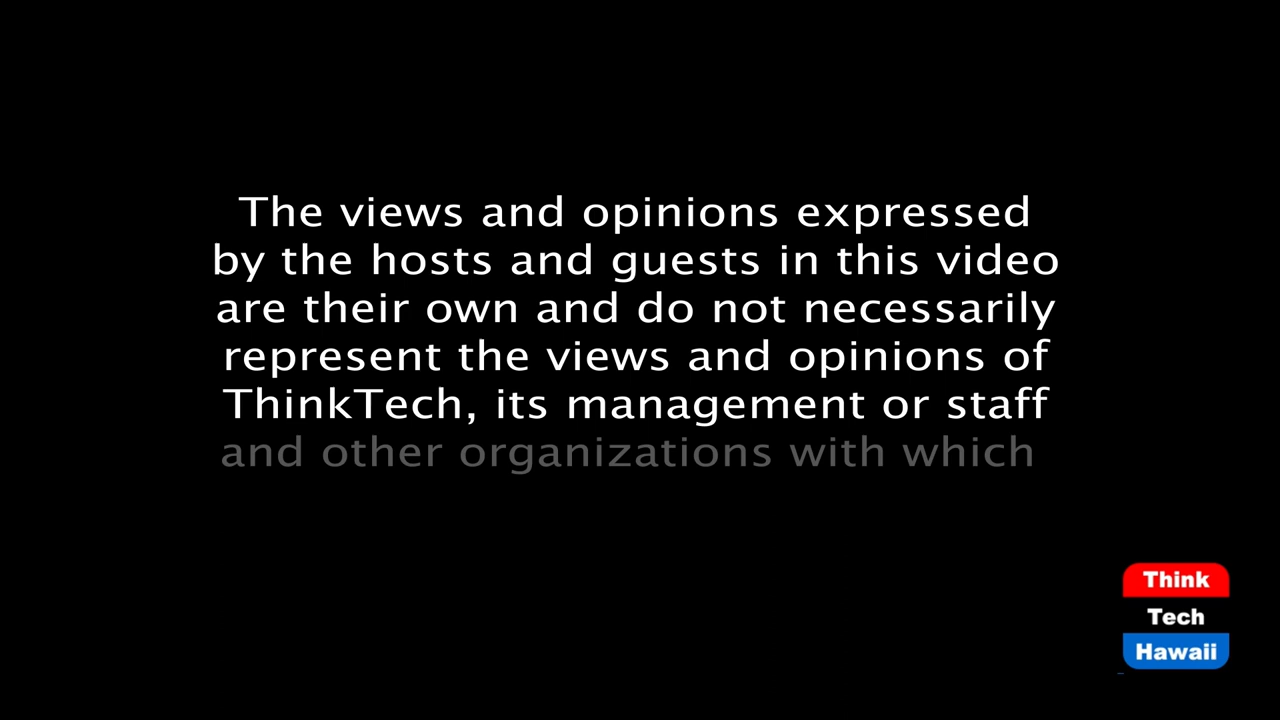 The views and opinions expressed
by the hosts and guests in this video
are their own and do not necessarily
represent the views and opinions of
ThinkTech, its management or staff
and other organizations with which
Think
Tech
Hawaii